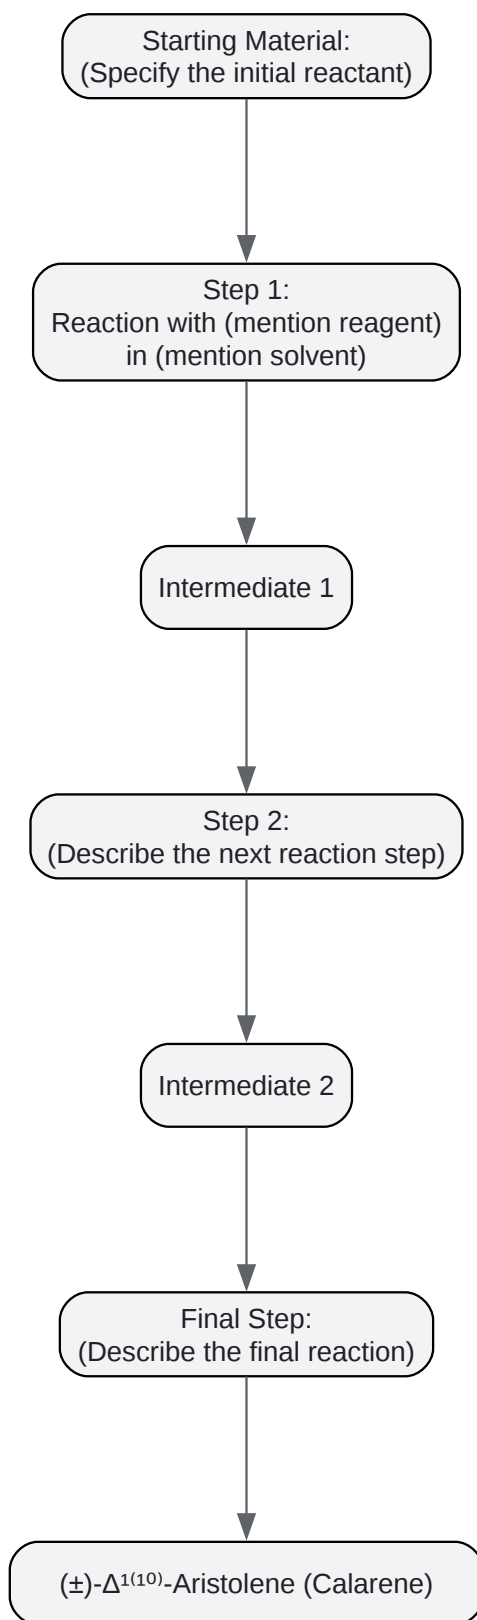 Starting Material:
(Specify the initial reactant)
Step 1:
Reaction with (mention reagent)
in (mention solvent)
Intermediate 1
Step 2:
(Describe the next reaction step)
Intermediate 2
Final Step:
(Describe the final reaction)
(±)-Δ¹⁽¹⁰⁾-Aristolene (Calarene)